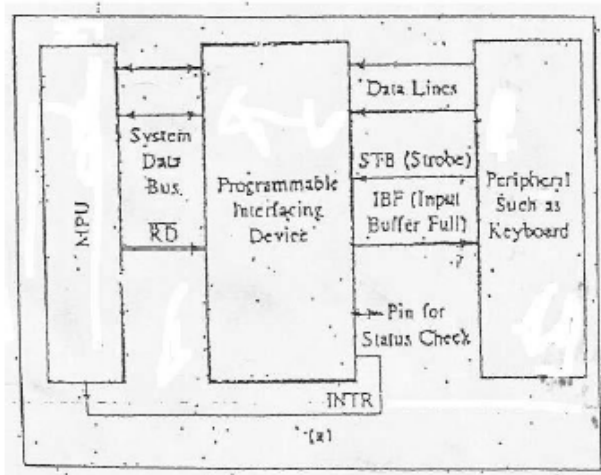 MPU
System
Data
Bus
RD
Programmable
Interfacing
Device
Data Lines
STB (Strobe)
IBF (Input
Buffer Full)
Pin for
Status Check
INTR
Peripheral
Such as
Keyboard
(a)